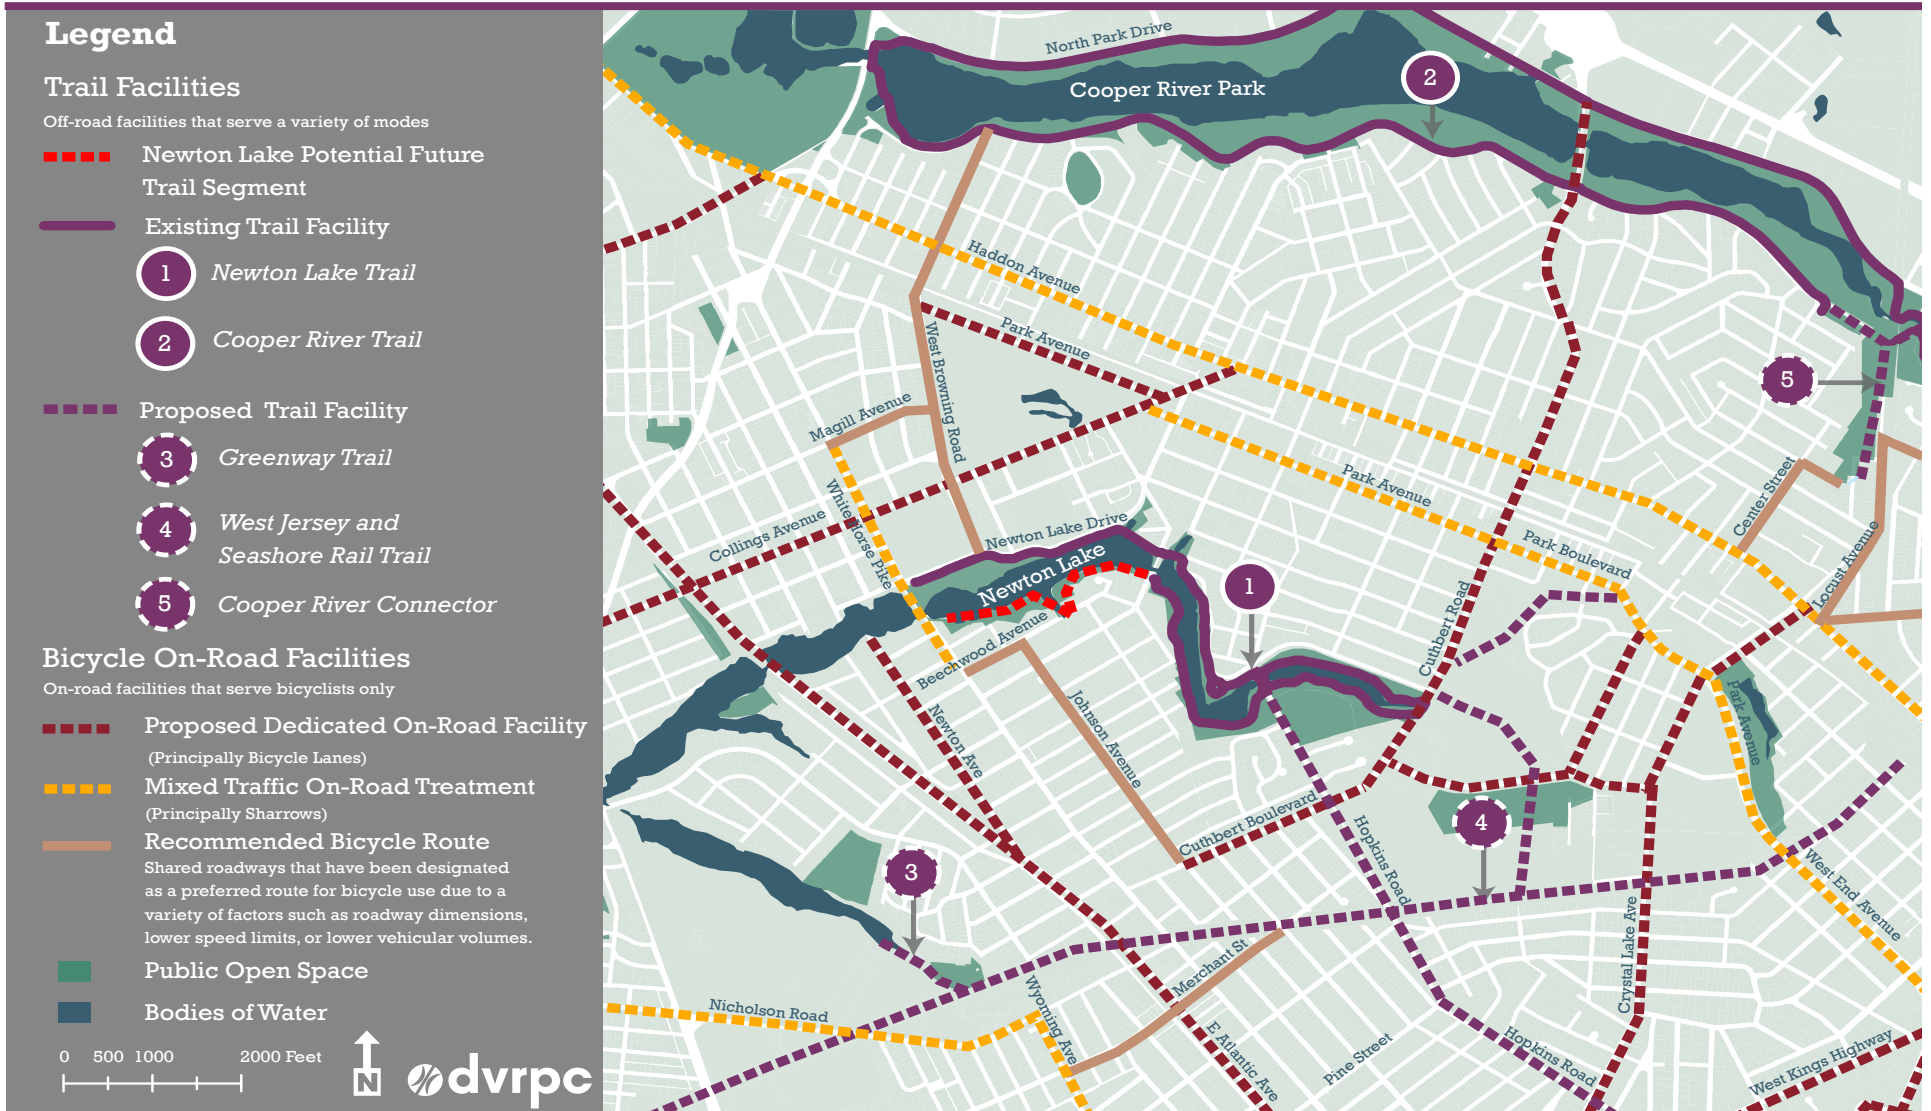 Legend
Trail Facilities
Off-road facilities that serve a variety of modes
Newton Lake Potential Future
Trail Segment
Existing Trail Facility
1 Newton Lake Trail
2 Cooper River Trail
Proposed Trail Facility
3 Greenway Trail
4 West Jersey and
Seashore Rail Trail
5 Cooper River Connector
Bicycle On-Road Facilities
On-road facilities that serve bicyclists only
Proposed Dedicated On-Road Facility
(Principally Bicycle Lanes)
Mixed Traffic On-Road Treatment
(Principally Sharrows)
Recommended Bicycle Route
Shared roadways that have been designated
as a preferred route for bicycle use due to a
variety of factors such as roadway dimensions,
lower speed limits, or lower vehicular volumes.
Public Open Space
Bodies of Water
0 500 1000 2000 Feet
N
dvrpc
North Park Drive
Cooper River Park
2
Haddon Avenue
Park Avenue
West Browning Road
Magill Avenue
5
White Horse Pike
Park Avenue
Center Street
Collings Avenue
Newton Lake Drive
Park Boulevard
Locust Avenue
Newton Lake
1
Cuthbert Road
Beechwood Avenue
Johnson Avenue
Newton Ave
Park Avenue
Cuthbert Boulevard
Hopkins Road
4
3
West End Avenue
Crystal Lake Ave
Merchant St
Nicholson Road
Wyoming Ave
E Atlantic Ave
Pine Street
Hopkins Road
West Kings Highway